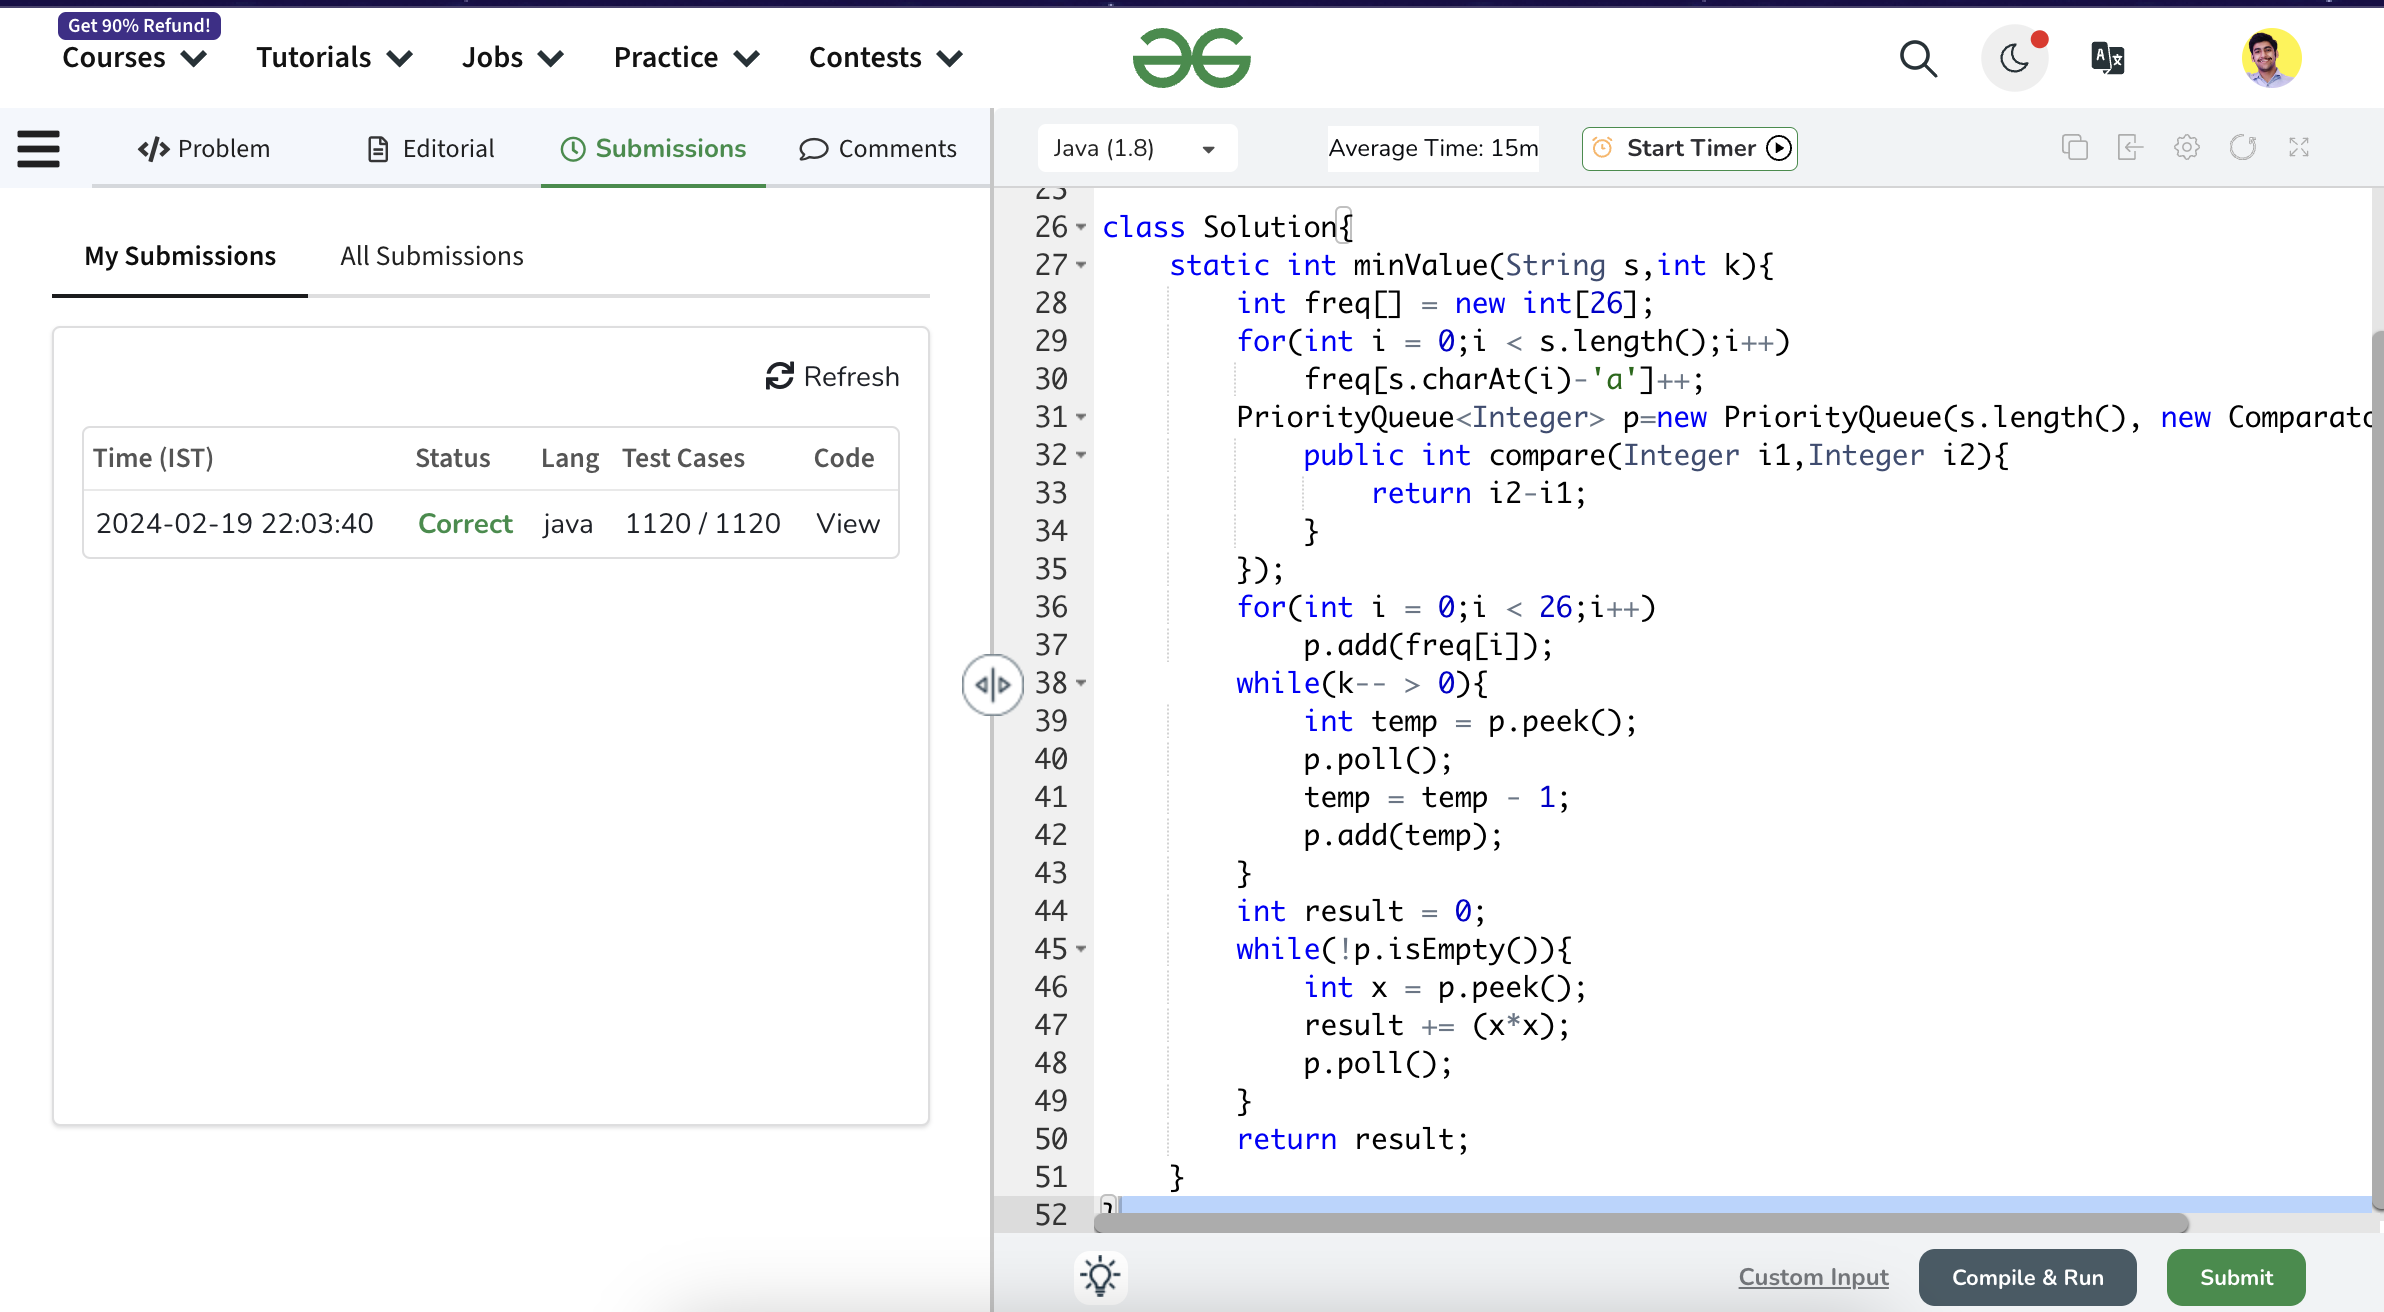 Get 90% Refund!
Courses Tutorials Jobs Practice Contests
Problem Editorial Submissions Comments
Java (1.8) Average Time: 15m Start Timer
My Submissions All Submissions
Refresh
Time (IST) Status Lang Test Cases Code
2024-02-19 22:03:40 Correct java 1120 / 1120 View
25
26 class Solution{
27 static int minValue(String s,int k){
28 int freq[] = new int[26];
29 for(int i = 0;i < s.length();i++)
30 freq[s.charAt(i)-'a']++;
31 PriorityQueue<Integer> p=new PriorityQueue(s.length(), new Comparato
32 public int compare(Integer i1,Integer i2){
33 return i2-i1;
34 }
35 });
36 for(int i = 0;i < 26;i++)
37 p.add(freq[i]);
38 while(k-- > 0){
39 int temp = p.peek();
40 p.poll();
41 temp = temp - 1;
42 p.add(temp);
43 }
44 int result = 0;
45 while(!p.isEmpty()){
46 int x = p.peek();
47 result += (x*x);
48 p.poll();
49 }
50 return result;
51 }
52 }
Custom Input Compile & Run Submit